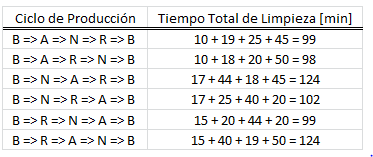 Ciclo de Producción Tiempo Total de Limpieza [min]
B => A => N => R => B 10 + 19 + 25 + 45 = 99
B => A => R => N => B 10 + 18 + 20 + 50 = 98
B => N => A => R => B 17 + 44 + 18 + 45 = 124
B => N => R => A => B 17 + 25 + 40 + 20 = 102
B => R => N => A => B 15 + 20 + 44 + 20 = 99
B => R => A => N => B 15 + 40 + 19 + 50 = 124
.